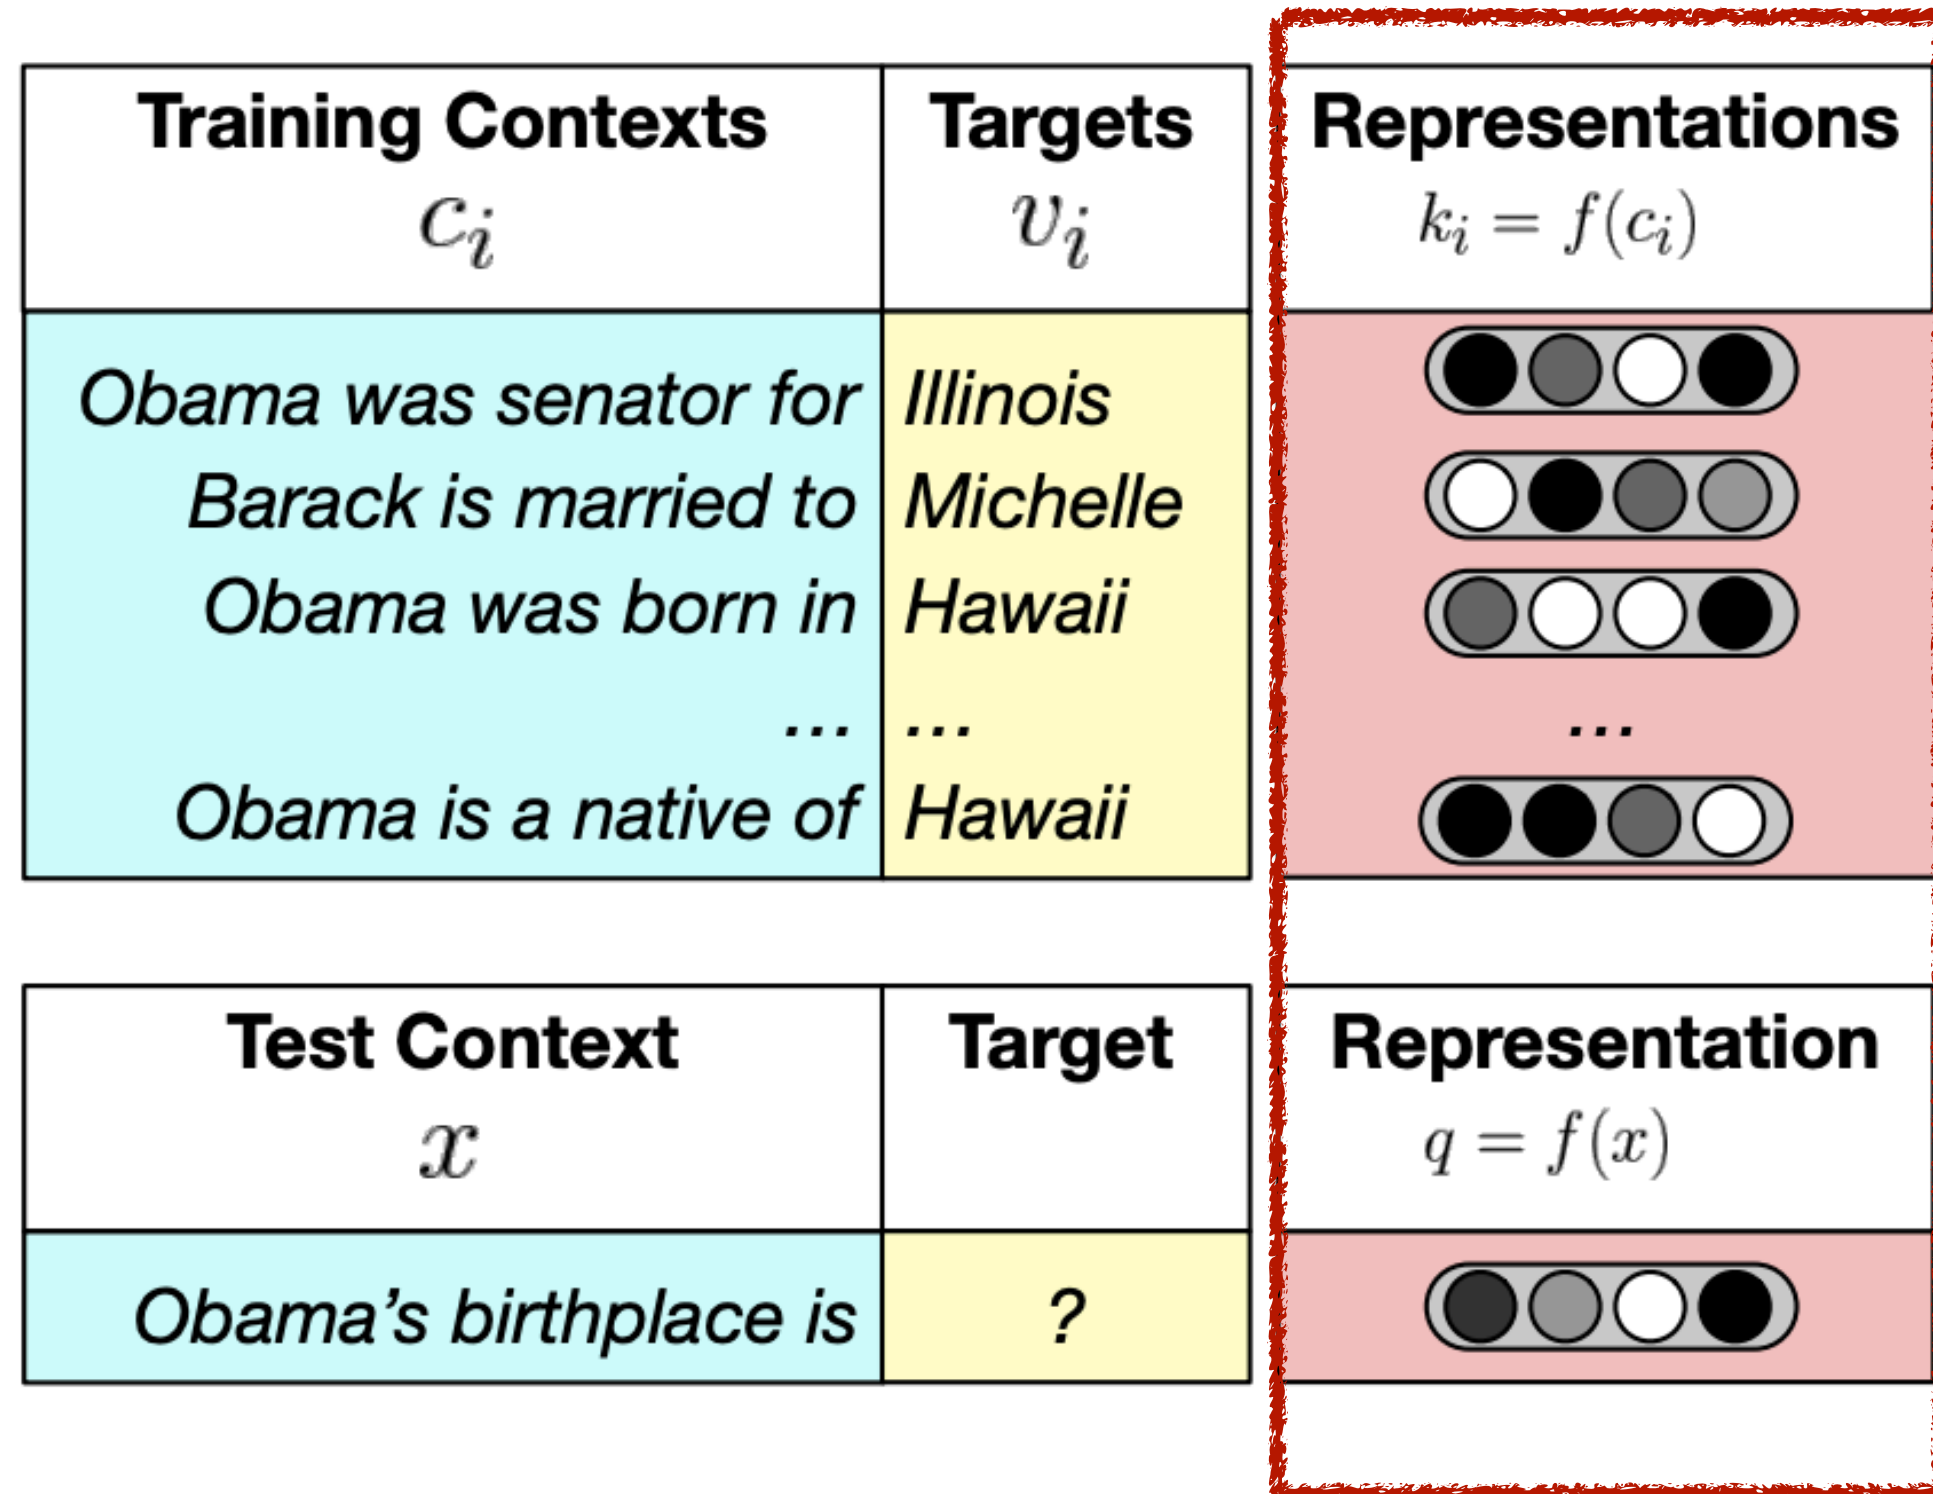 Training Contexts Targets Representations
c_i v_i k_i = f(c_i)
Obama was senator for Illinois
Barack is married to Michelle
Obama was born in Hawaii
... ... ...
Obama is a native of Hawaii
Test Context Target Representation
x q = f(x)
Obama’s birthplace is ?